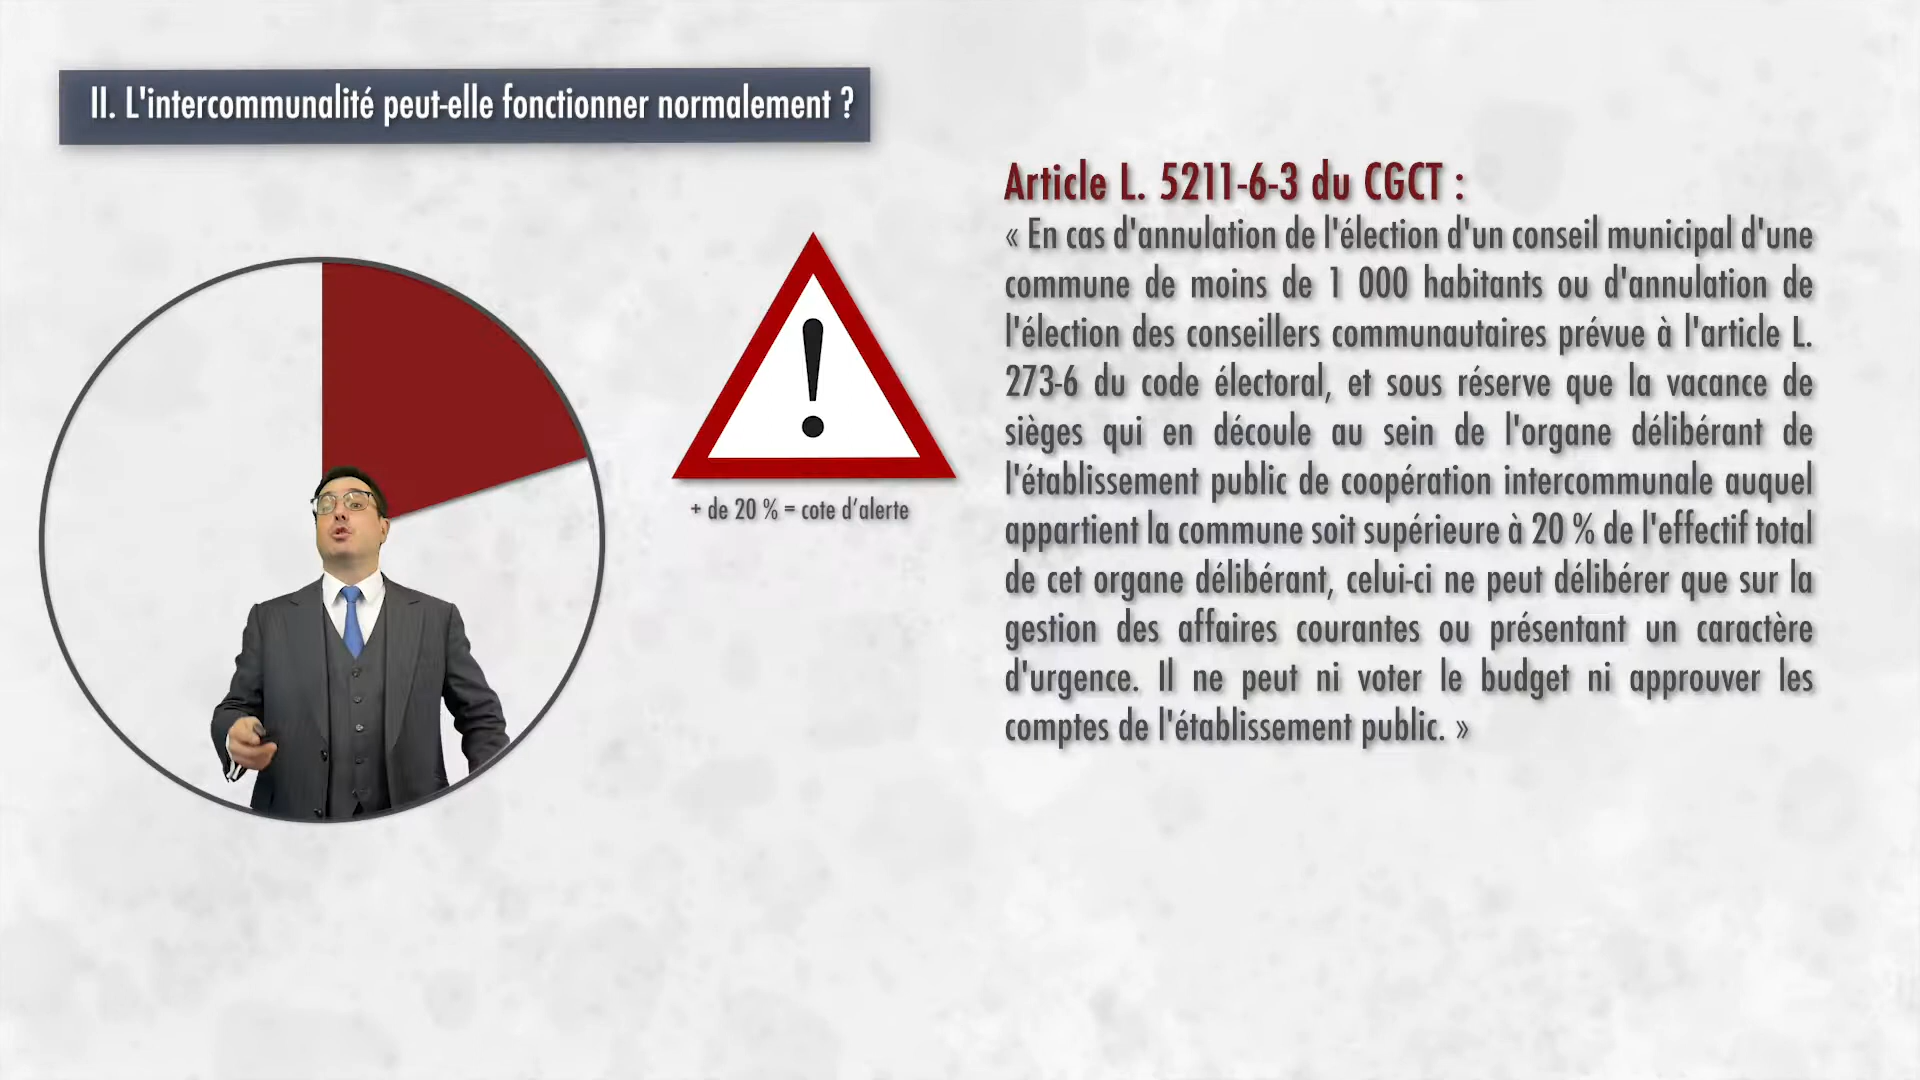 II. L'intercommunalité peut-elle fonctionner normalement ?
Article L. 5211-6-3 du CGCT :
« En cas d'annulation de l'élection d'un conseil municipal d'une
commune de moins de 1 000 habitants ou d'annulation de
l'élection des conseillers communautaires prévue à l'article L.
273-6 du code électoral, et sous réserve que la vacance de
sièges qui en découle au sein de l'organe délibérant de
l'établissement public de coopération intercommunale auquel
appartient la commune soit supérieure à 20 % de l'effectif total
de cet organe délibérant, celui-ci ne peut délibérer que sur la
gestion des affaires courantes ou présentant un caractère
d'urgence. Il ne peut ni voter le budget ni approuver les
comptes de l'établissement public. »
!
+ de 20 % = cote d’alerte